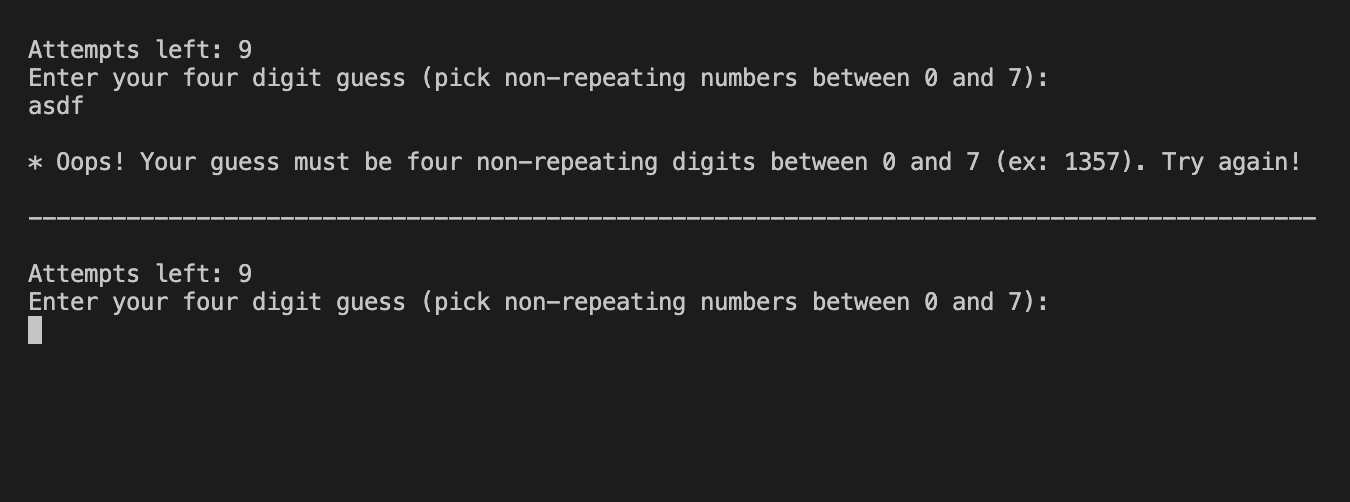 Attempts left: 9
Enter your four digit guess (pick non-repeating numbers between 0 and 7):
asdf
* Oops! Your guess must be four non-repeating digits between 0 and 7 (ex: 1357). Try again!
--------------------------------------------------------------------------------------------
Attempts left: 9
Enter your four digit guess (pick non-repeating numbers between 0 and 7):